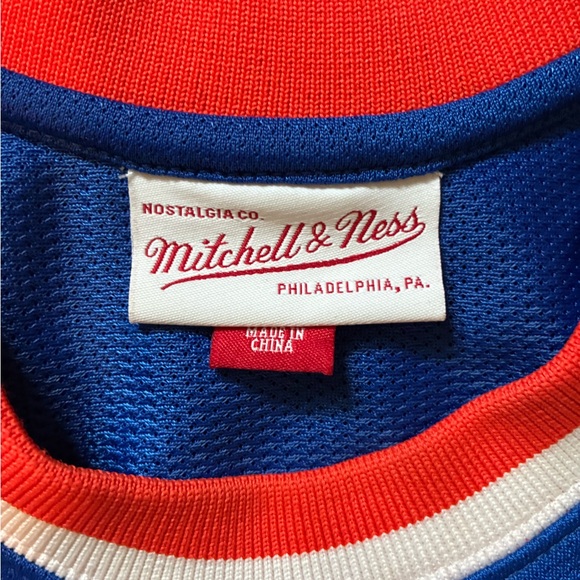 NOSTALGIA CO.
Mitchell & Ness
PHILADELPHIA, PA.
MADE IN
CHINA